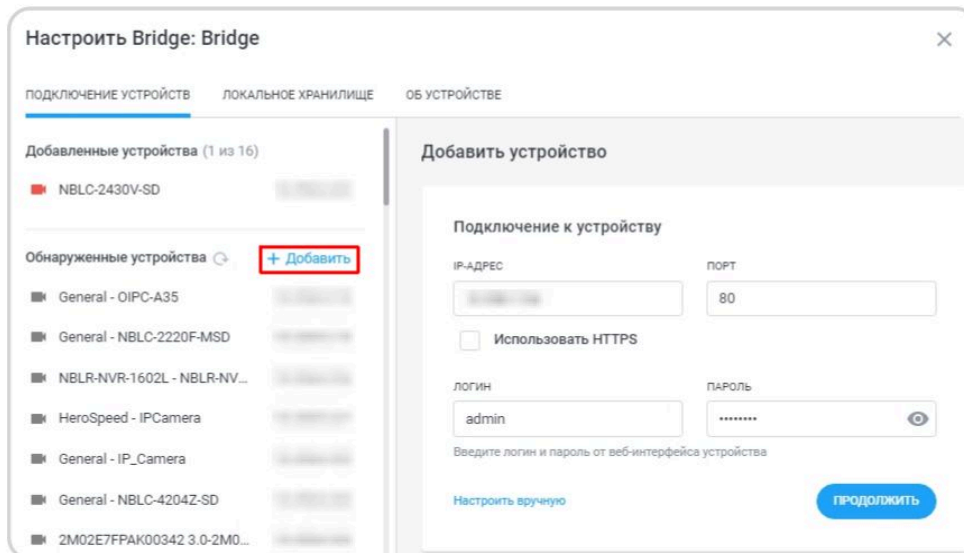 Настроить Bridge: Bridge
ПОДКЛЮЧЕНИЕ УСТРОЙСТВ ЛОКАЛЬНОЕ ХРАНИЛИЩЕ ОБ УСТРОЙСТВЕ
Добавленные устройства (1 из 16)
NBLC-2430V-SD
Обнаруженные устройства + Добавить
General - OIPC-A35
General - NBLC-2220F-MSD
NBLR-NVR-1602L - NBLR-NV...
HeroSpeed - IPCamera
General - IP_Camera
General - NBLC-4204Z-SD
2M02E7FPAK00342 3.0-2M0...
Добавить устройство
Подключение к устройству
IP-АДРЕС ПОРТ
80
Использовать HTTPS
ЛОГИН ПАРОЛЬ
admin ••••••••
Введите логин и пароль от веб-интерфейса устройства
Настроить вручную ПРОДОЛЖИТЬ